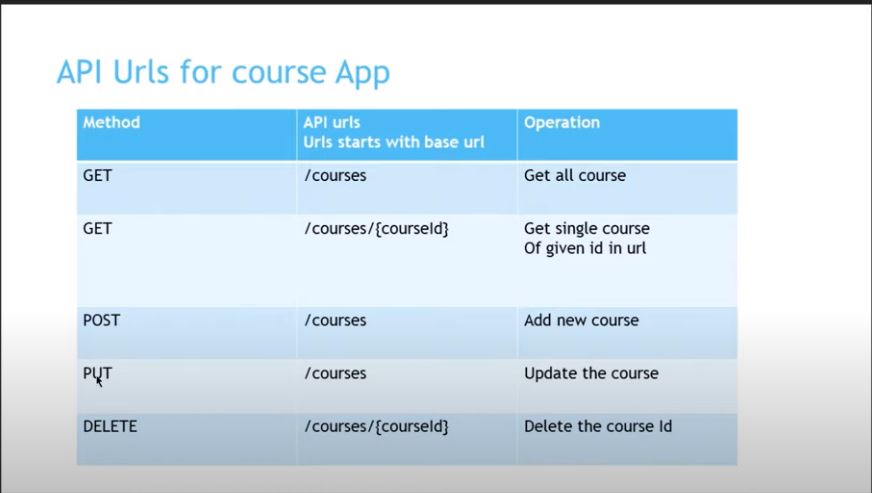 API Urls for course App
Method
API urls
Urls starts with base url
Operation
GET
/courses
Get all course
GET
/courses/{courseId}
Get single course
Of given id in url
POST
/courses
Add new course
PUT
/courses
Update the course
DELETE
/courses/{courseId}
Delete the course Id